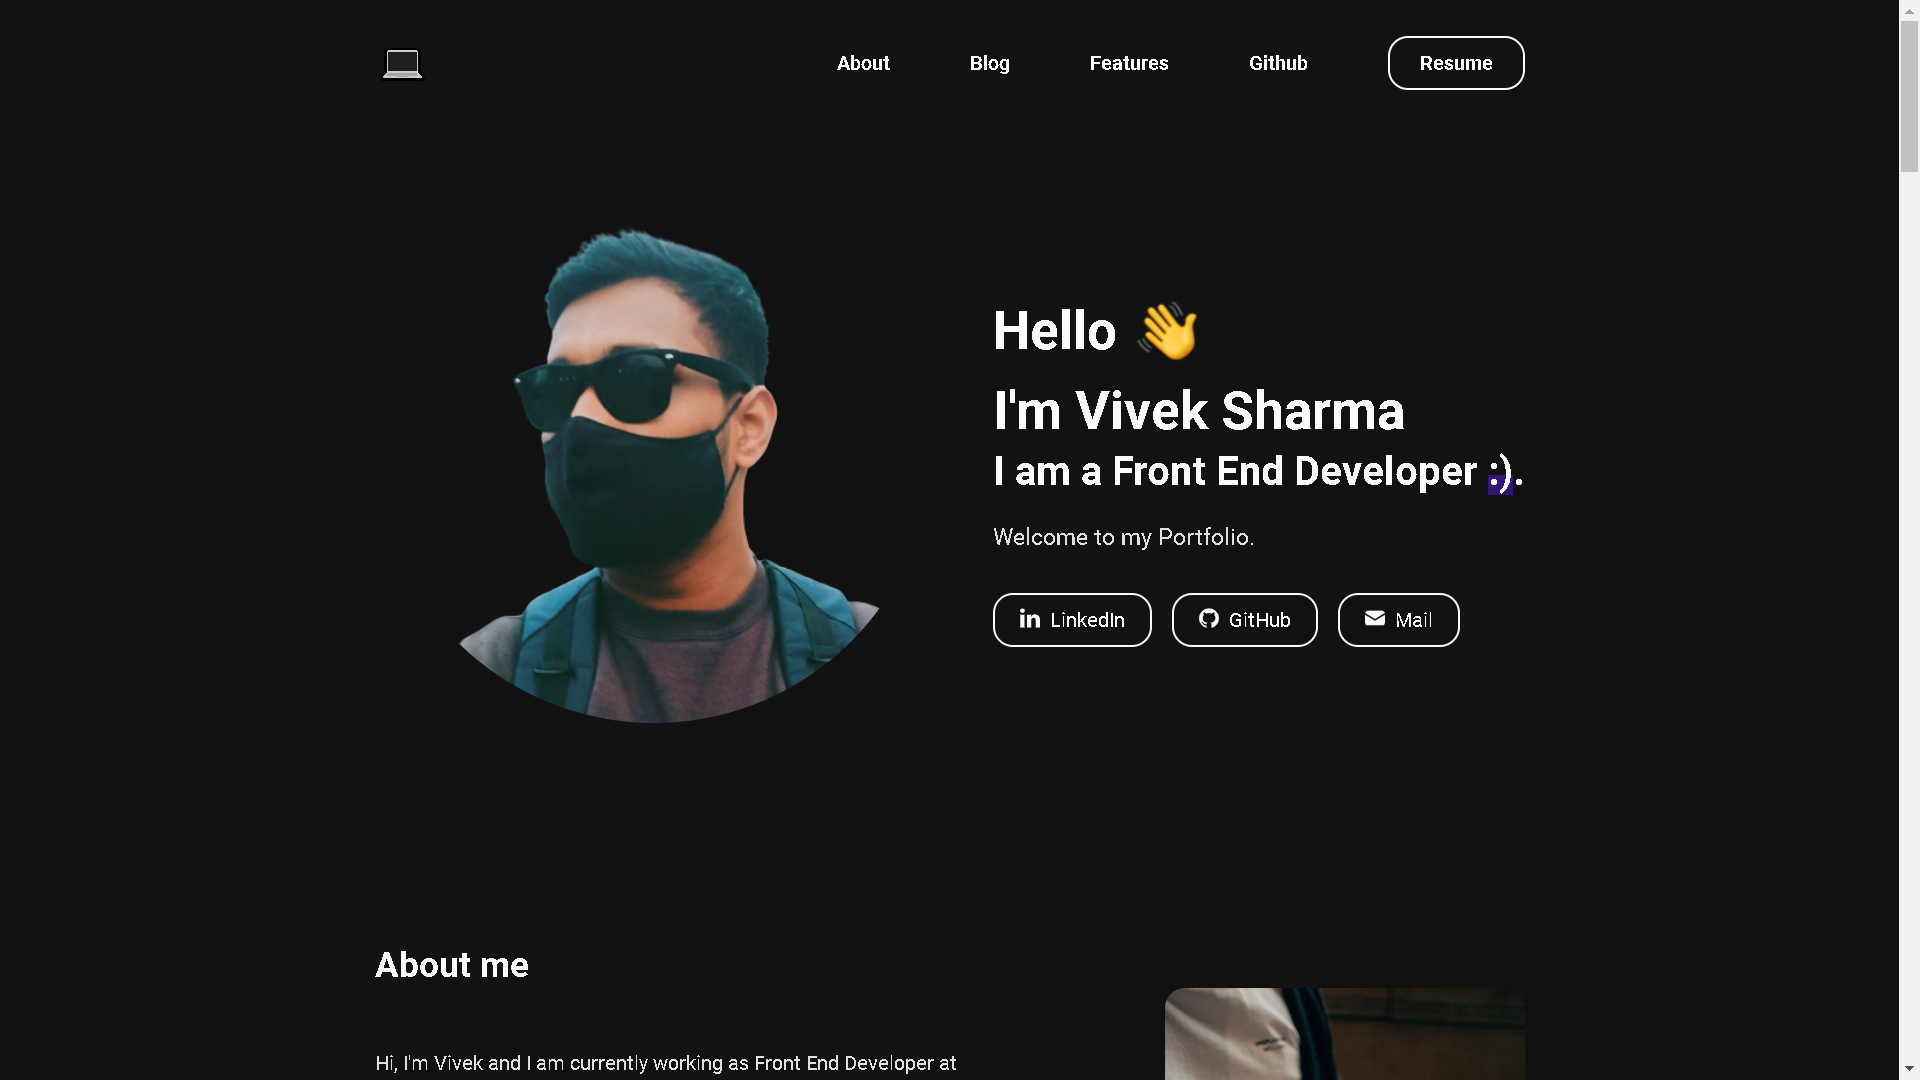 About
Blog
Features
Github
Resume
Hello 👋
I'm Vivek Sharma
I am a Front End Developer :).
Welcome to my Portfolio.
LinkedIn
GitHub
Mail
About me
Hi, I'm Vivek and I am currently working as Front End Developer at